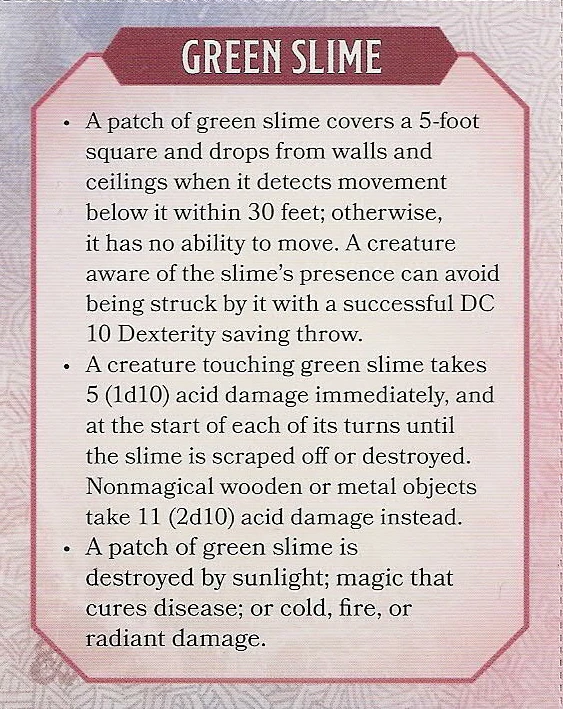 GREEN SLIME
• A patch of green slime covers a 5-foot
square and drops from walls and
ceilings when it detects movement
below it within 30 feet; otherwise,
it has no ability to move. A creature
aware of the slime's presence can avoid
being struck by it with a successful DC
10 Dexterity saving throw.
• A creature touching green slime takes
5 (1d10) acid damage immediately, and
at the start of each of its turns until
the slime is scraped off or destroyed.
Nonmagical wooden or metal objects
take 11 (2d10) acid damage instead.
• A patch of green slime is
destroyed by sunlight; magic that
cures disease; or cold, fire, or
radiant damage.